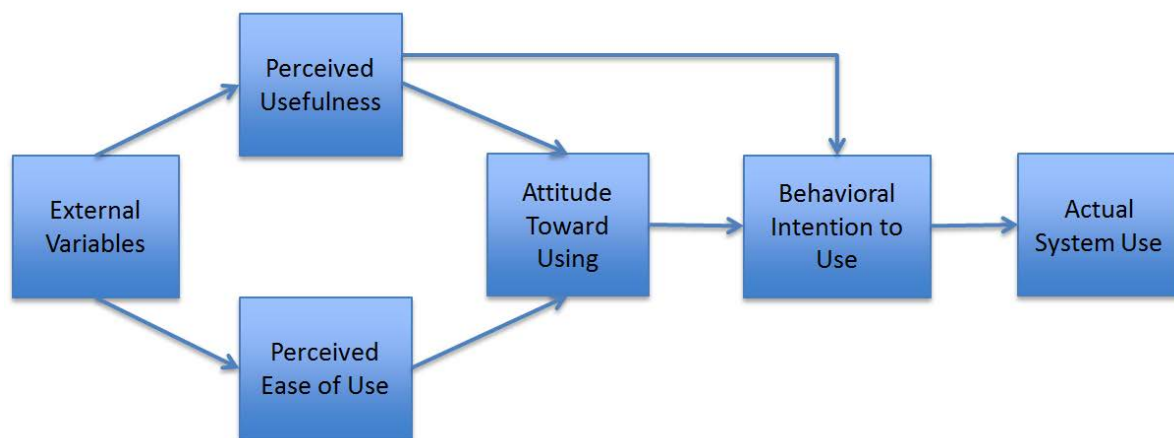 Perceived
Usefulness
External
Variables
Perceived
Ease of Use
Attitude
Toward
Using
Behavioral
Intention to
Use
Actual
System Use